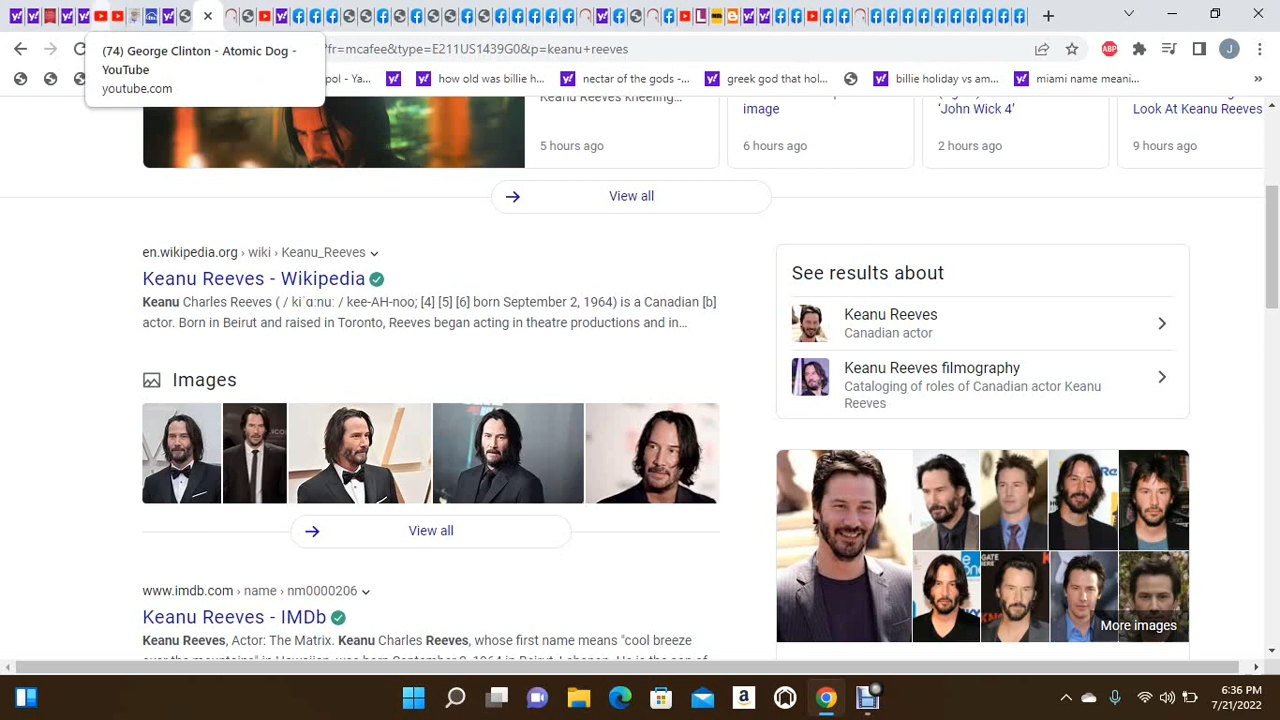 (74) George Clinton - Atomic Dog -
YouTube
youtube.com
?fr=mcafee&type=E211US1439G0&p=keanu+reeves
ABP
J
pol - Ya...
how old was billie h...
nectar of the gods -...
greek god that hol...
billie holiday vs am...
miami name meani...
»
Keanu Reeves kneeling...
image
'John Wick 4'
Look At Keanu Reeves
5 hours ago
6 hours ago
2 hours ago
9 hours ago
View all
en.wikipedia.org › wiki › Keanu_Reeves
Keanu Reeves - Wikipedia
Keanu Charles Reeves ( / kiˈɑːnuː / kee-AH-noo; [4] [5] [6] born September 2, 1964) is a Canadian [b]
actor. Born in Beirut and raised in Toronto, Reeves began acting in theatre productions and in...
Images
View all
www.imdb.com › name › nm0000206
Keanu Reeves - IMDb
Keanu Reeves, Actor: The Matrix. Keanu Charles Reeves, whose first name means "cool breeze
See results about
Keanu Reeves
Canadian actor
Keanu Reeves filmography
Cataloging of roles of Canadian actor Keanu
Reeves
More images
6:36 PM
7/21/2022